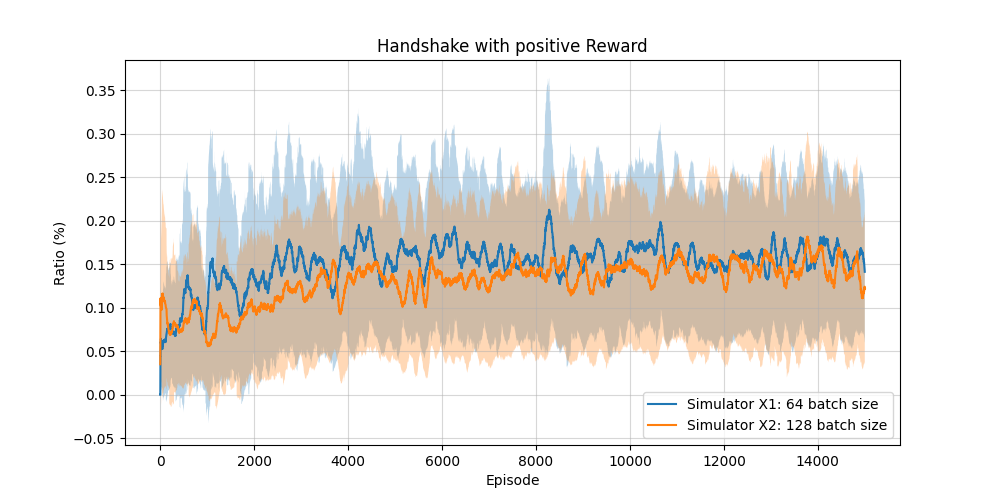 Handshake with positive Reward
Ratio (%)
0.35
0.30
0.25
0.20
0.15
0.10
0.05
0.00
−0.05
0 2000 4000 6000 8000 10000 12000 14000
Episode
Simulator X1: 64 batch size
Simulator X2: 128 batch size